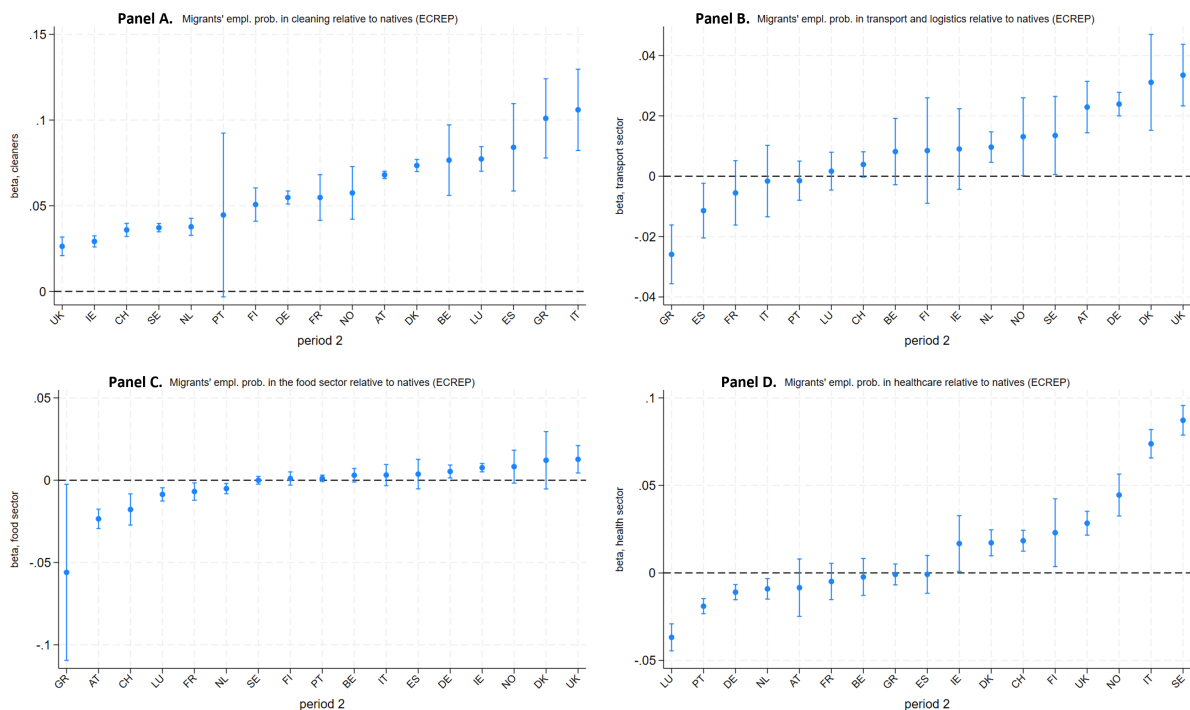 Panel A. Migrants' empl. prob. in cleaning relative to natives (ECREP)
.15
.1
.05
0
beta, cleaners
UK IE CH SE NL PT FI DE FR NO AT DK BE LU ES GR IT
period 2
Panel B. Migrants' empl. prob. in transport and logistics relative to natives (ECREP)
.04
.02
0
-.02
-.04
beta, transport sector
GR ES FR IT PT LU CH BE FI IE NL NO SE AT DE DK UK
period 2
Panel C. Migrants' empl. prob. in the food sector relative to natives (ECREP)
.05
0
-.05
-.1
beta, food sector
GR AT CH LU FR NL SE FI PT BE IT ES DE IE NO DK UK
period 2
Panel D. Migrants' empl. prob. in healthcare relative to natives (ECREP)
.1
.05
0
-.05
beta, health sector
LU PT DE NL AT FR BE GR ES IE DK CH FI UK NO IT SE
period 2